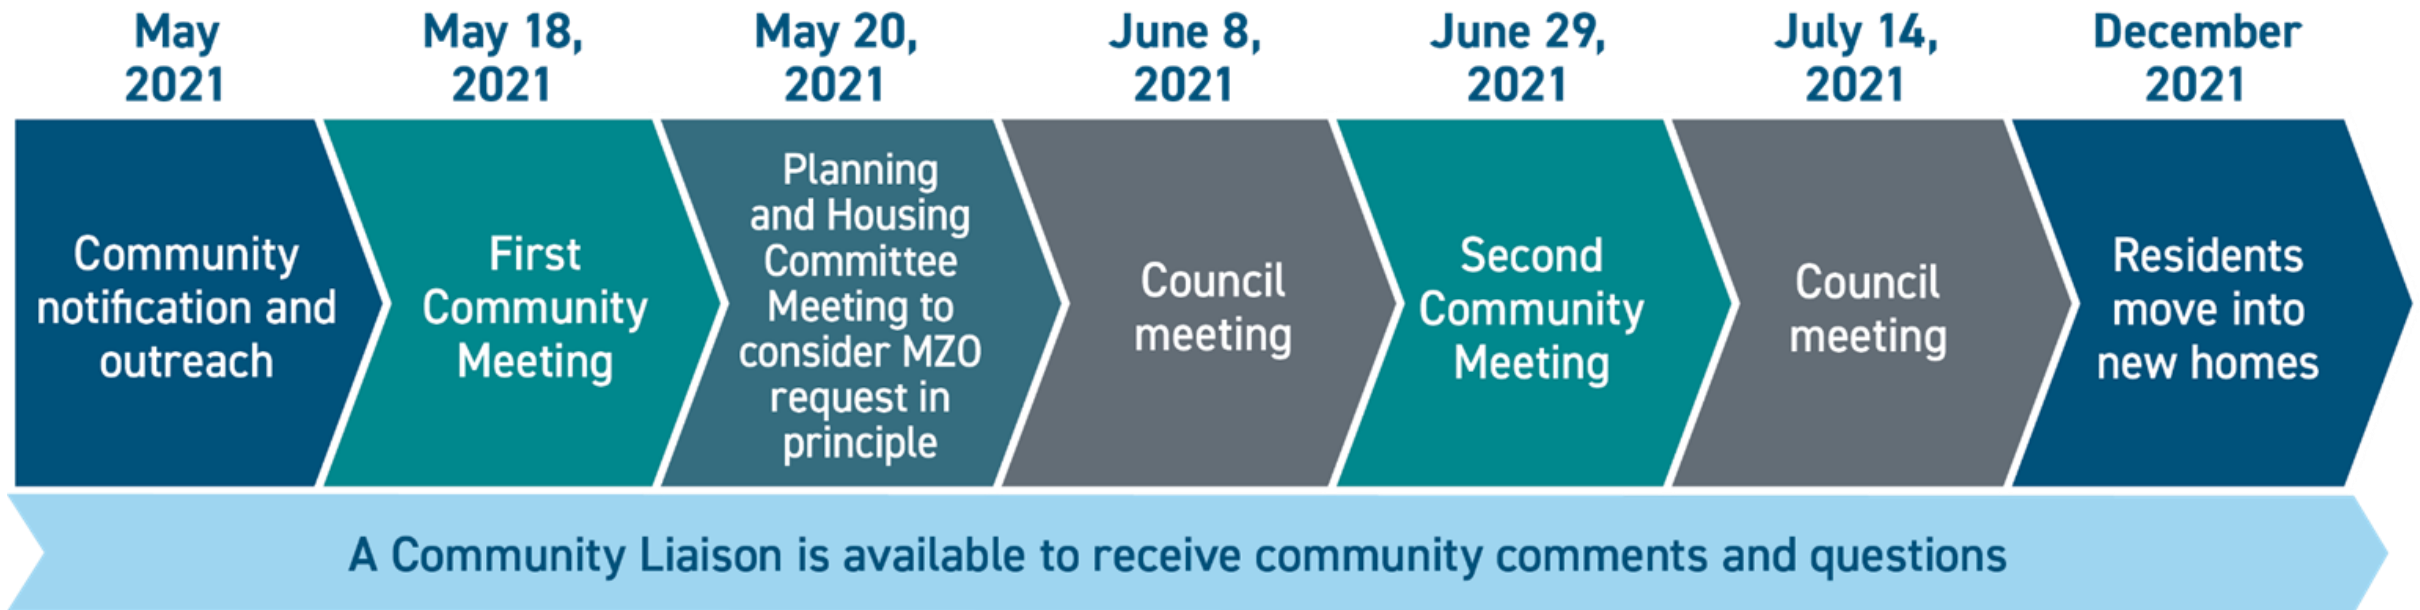 May
2021
May 18,
2021
May 20,
2021
June 8,
2021
June 29,
2021
July 14,
2021
December
2021
Community
notification and
outreach
First
Community
Meeting
Planning
and Housing
Committee
Meeting to
consider MZO
request in
principle
Council
meeting
Second
Community
Meeting
Council
meeting
Residents
move into
new homes
A Community Liaison is available to receive community comments and questions